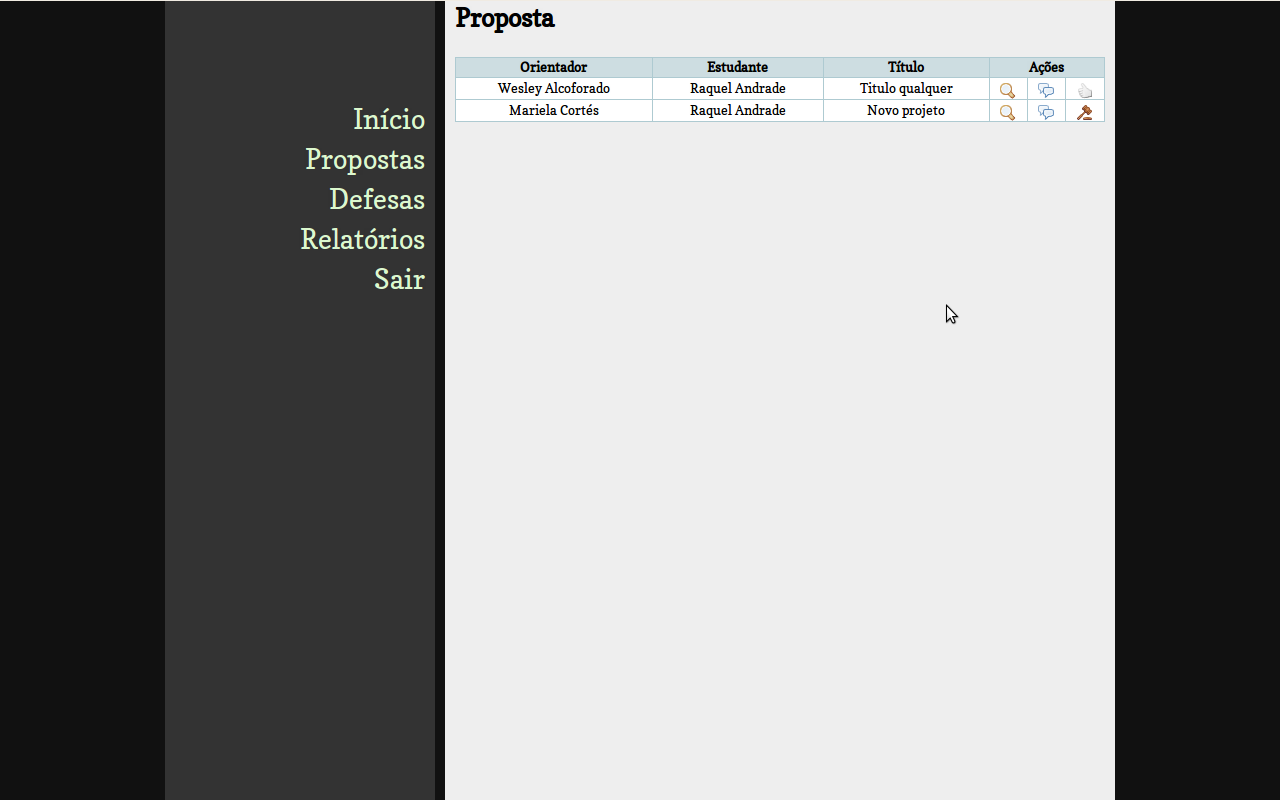 Proposta
Orientador Estudante Título Ações
Wesley Alcoforado Raquel Andrade Titulo qualquer
Mariela Cortés Raquel Andrade Novo projeto
Início
Propostas
Defesas
Relatórios
Sair